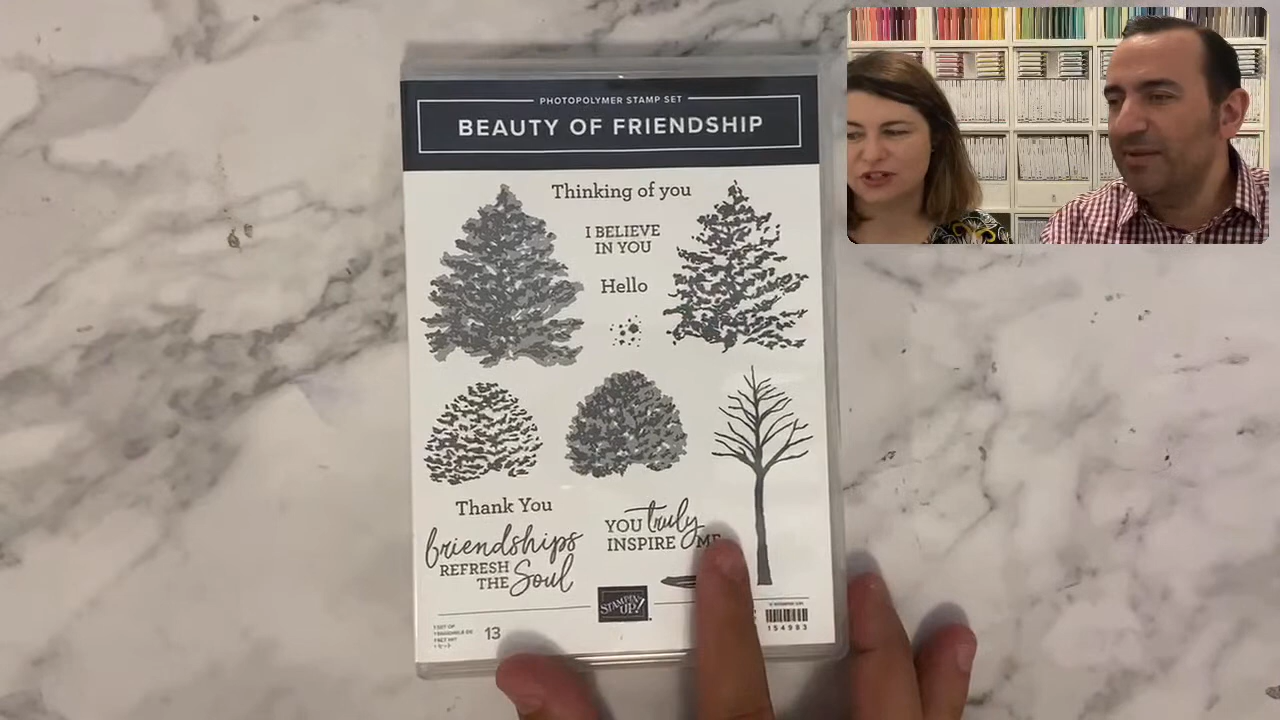 PHOTOPOLYMER STAMP SET
BEAUTY OF FRIENDSHIP
Thinking of you
I BELIEVE
IN YOU
Hello
Thank You
friendships
REFRESH
THE Soul
YOU truly
INSPIRE ME
STAMPIN' UP!
13
154983